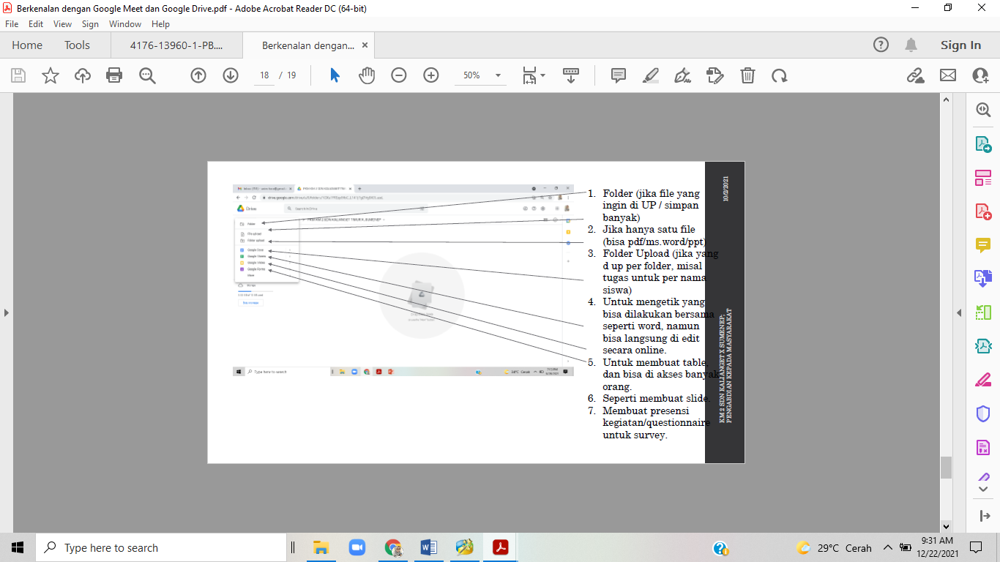 Berkenalan dengan Google Meet dan Google Drive.pdf - Adobe Acrobat Reader DC (64-bit)
File Edit View Sign Window Help
Home Tools 4176-13960-1-PB.... Berkenalan dengan... × Sign In
18 / 19 50%
Drive
Folder
File upload
Folder upload
Google Docs
Google Sheets
Google Slides
Google Forms
More
Storage
Type here to search
1. Folder (jika file yang
ingin di UP / simpan
banyak)
2. Jika hanya satu file
(bisa pdf/ms.word/ppt)
3. Folder Upload (jika yang
d up per folder, misal
tugas untuk per nama
siswa)
4. Untuk mengetik yang
bisa dilakukan bersama
seperti word, namun
bisa langsung di edit
secara online.
5. Untuk membuat table,
dan bisa di akses banyak
orang.
6. Seperti membuat slide.
7. Membuat presensi
kegiatan/questionnaire
untuk survey.
10/2/2021
KM 2 SDN KALIANGET X SUMENEP;
PENGABDIAN KEPADA MASYARAKAT
Type here to search
29°C Cerah
9:31 AM
12/22/2021